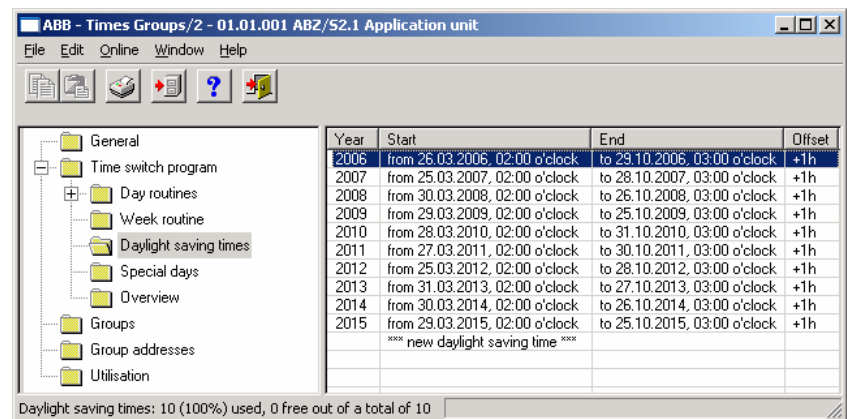 ABB - Times Groups/2 - 01.01.001 ABZ/S2.1 Application unit
File Edit Online Window Help
General
Time switch program
Day routines
Week routine
Daylight saving times
Special days
Overview
Groups
Group addresses
Utilisation
Year Start End Offset
2006 from 26.03.2006, 02:00 o'clock to 29.10.2006, 03:00 o'clock +1h
2007 from 25.03.2007, 02:00 o'clock to 28.10.2007, 03:00 o'clock +1h
2008 from 30.03.2008, 02:00 o'clock to 26.10.2008, 03:00 o'clock +1h
2009 from 29.03.2009, 02:00 o'clock to 25.10.2009, 03:00 o'clock +1h
2010 from 28.03.2010, 02:00 o'clock to 31.10.2010, 03:00 o'clock +1h
2011 from 27.03.2011, 02:00 o'clock to 30.10.2011, 03:00 o'clock +1h
2012 from 25.03.2012, 02:00 o'clock to 28.10.2012, 03:00 o'clock +1h
2013 from 31.03.2013, 02:00 o'clock to 27.10.2013, 03:00 o'clock +1h
2014 from 30.03.2014, 02:00 o'clock to 26.10.2014, 03:00 o'clock +1h
2015 from 29.03.2015, 02:00 o'clock to 25.10.2015, 03:00 o'clock +1h
*** new daylight saving time ***
Daylight saving times: 10 (100%) used, 0 free out of a total of 10